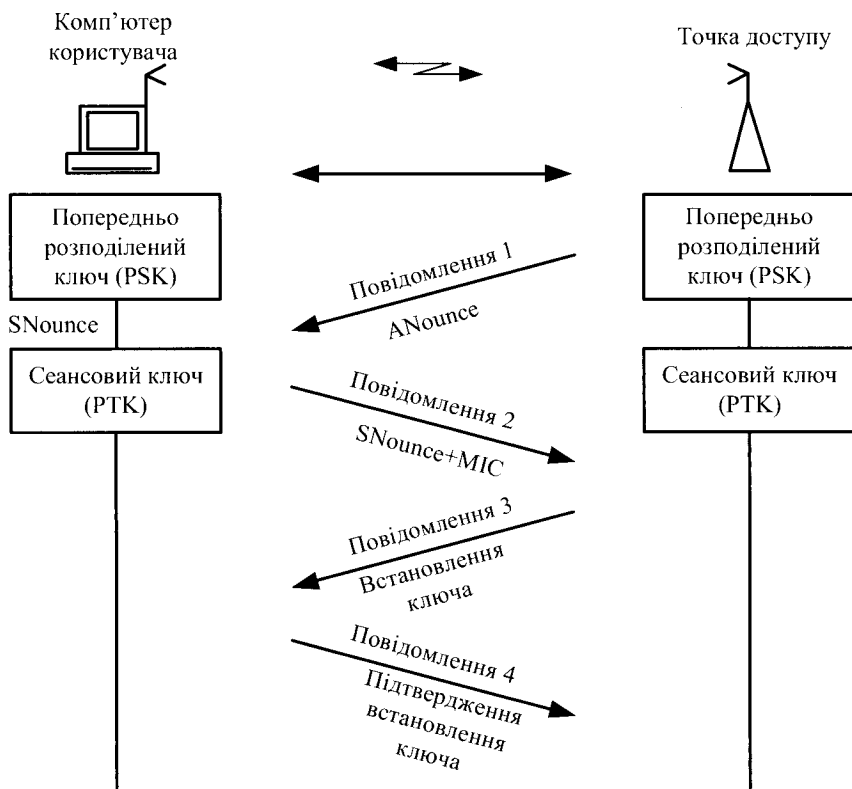 Комп’ютер
користувача
Точка доступу
Попередньо
розподілений
ключ (PSK)
Попередньо
розподілений
ключ (PSK)
Повідомлення 1
ANounce
SNounce
Сеансовий ключ
(PTK)
Сеансовий ключ
(PTK)
Повідомлення 2
SNounce+MIC
Повідомлення 3
Встановлення
ключа
Повідомлення 4
Підтвердження
встановлення
ключа